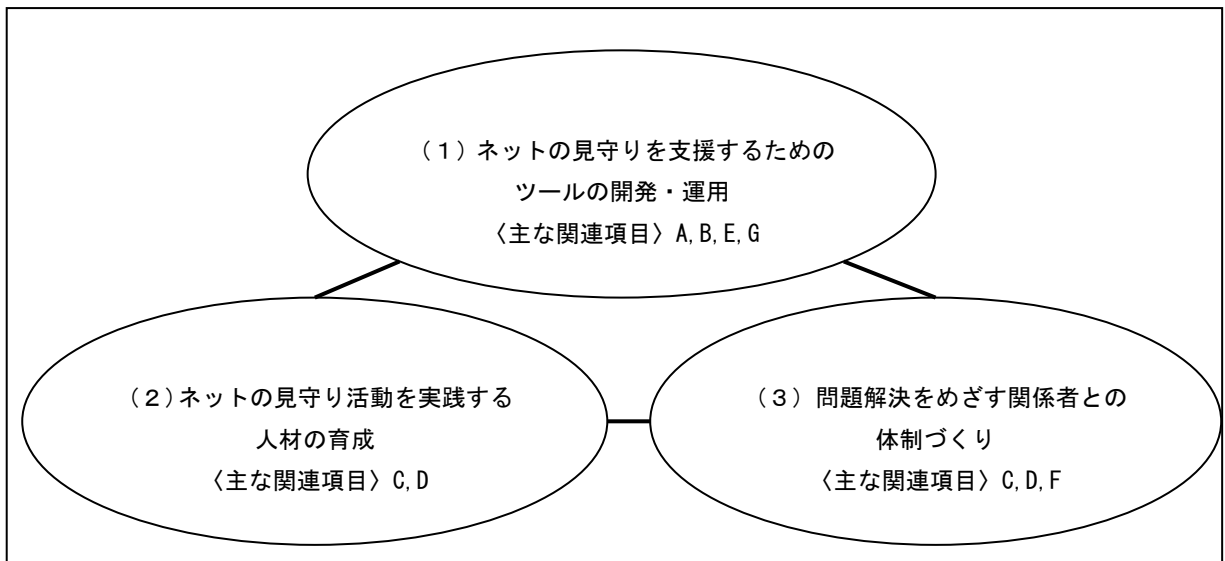 （１）ネットの見守りを支援するための
ツールの開発・運用
〈主な関連項目〉A,B,E,G
（２）ネットの見守り活動を実践する
人材の育成
〈主な関連項目〉C,D
（３）問題解決をめざす関係者との
体制づくり
〈主な関連項目〉C,D,F